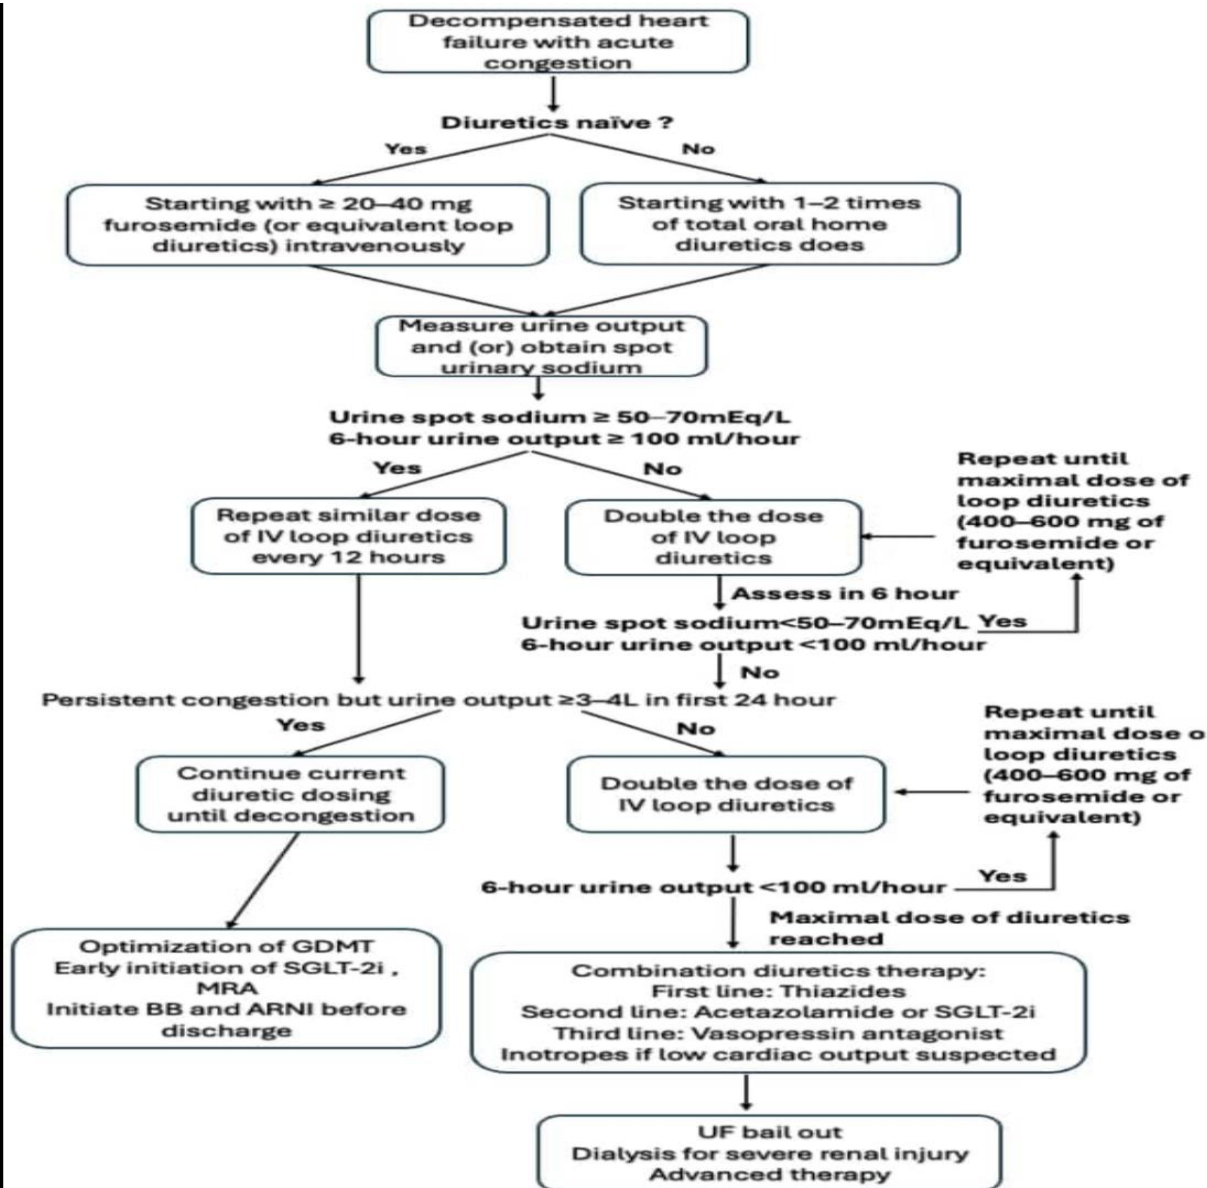 Decompensated heart
failure with acute
congestion
Diuretics naïve ?
Yes
No
Starting with ≥ 20–40 mg
furosemide (or equivalent loop
diuretics) intravenously
Starting with 1–2 times
of total oral home
diuretics does
Measure urine output
and (or) obtain spot
urinary sodium
Urine spot sodium ≥ 50–70mEq/L
6-hour urine output ≥ 100 ml/hour
Yes
No
Repeat similar dose
of IV loop diuretics
every 12 hours
Double the dose
of IV loop
diuretics
Repeat until
maximal dose of
loop diuretics
(400–600 mg of
furosemide or
equivalent)
Assess in 6 hour
Urine spot sodium<50–70mEq/L
6-hour urine output <100 ml/hour
Yes
No
Persistent congestion but urine output ≥3–4L in first 24 hour
Yes
No
Continue current
diuretic dosing
until decongestion
Double the dose of
IV loop diuretics
Repeat until
maximal dose o
loop diuretics
(400–600 mg of
furosemide or
equivalent)
6-hour urine output <100 ml/hour
Yes
Maximal dose of diuretics
reached
Optimization of GDMT
Early initiation of SGLT-2i ,
MRA
Initiate BB and ARNI before
discharge
Combination diuretics therapy:
First line: Thiazides
Second line: Acetazolamide or SGLT-2i
Third line: Vasopressin antagonist
Inotropes if low cardiac output suspected
UF bail out
Dialysis for severe renal injury
Advanced therapy